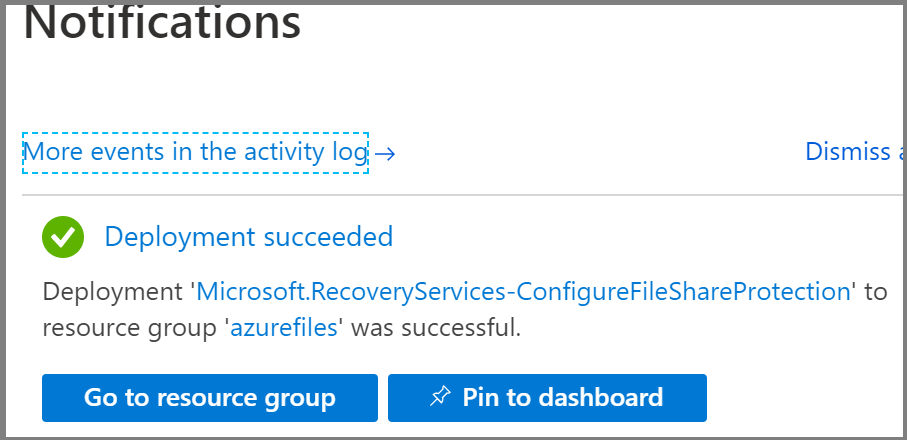 Notifications
More events in the activity log →
Dismiss
Deployment succeeded
Deployment 'Microsoft.RecoveryServices-ConfigureFileShareProtection' to
resource group 'azurefiles' was successful.
Go to resource group
Pin to dashboard